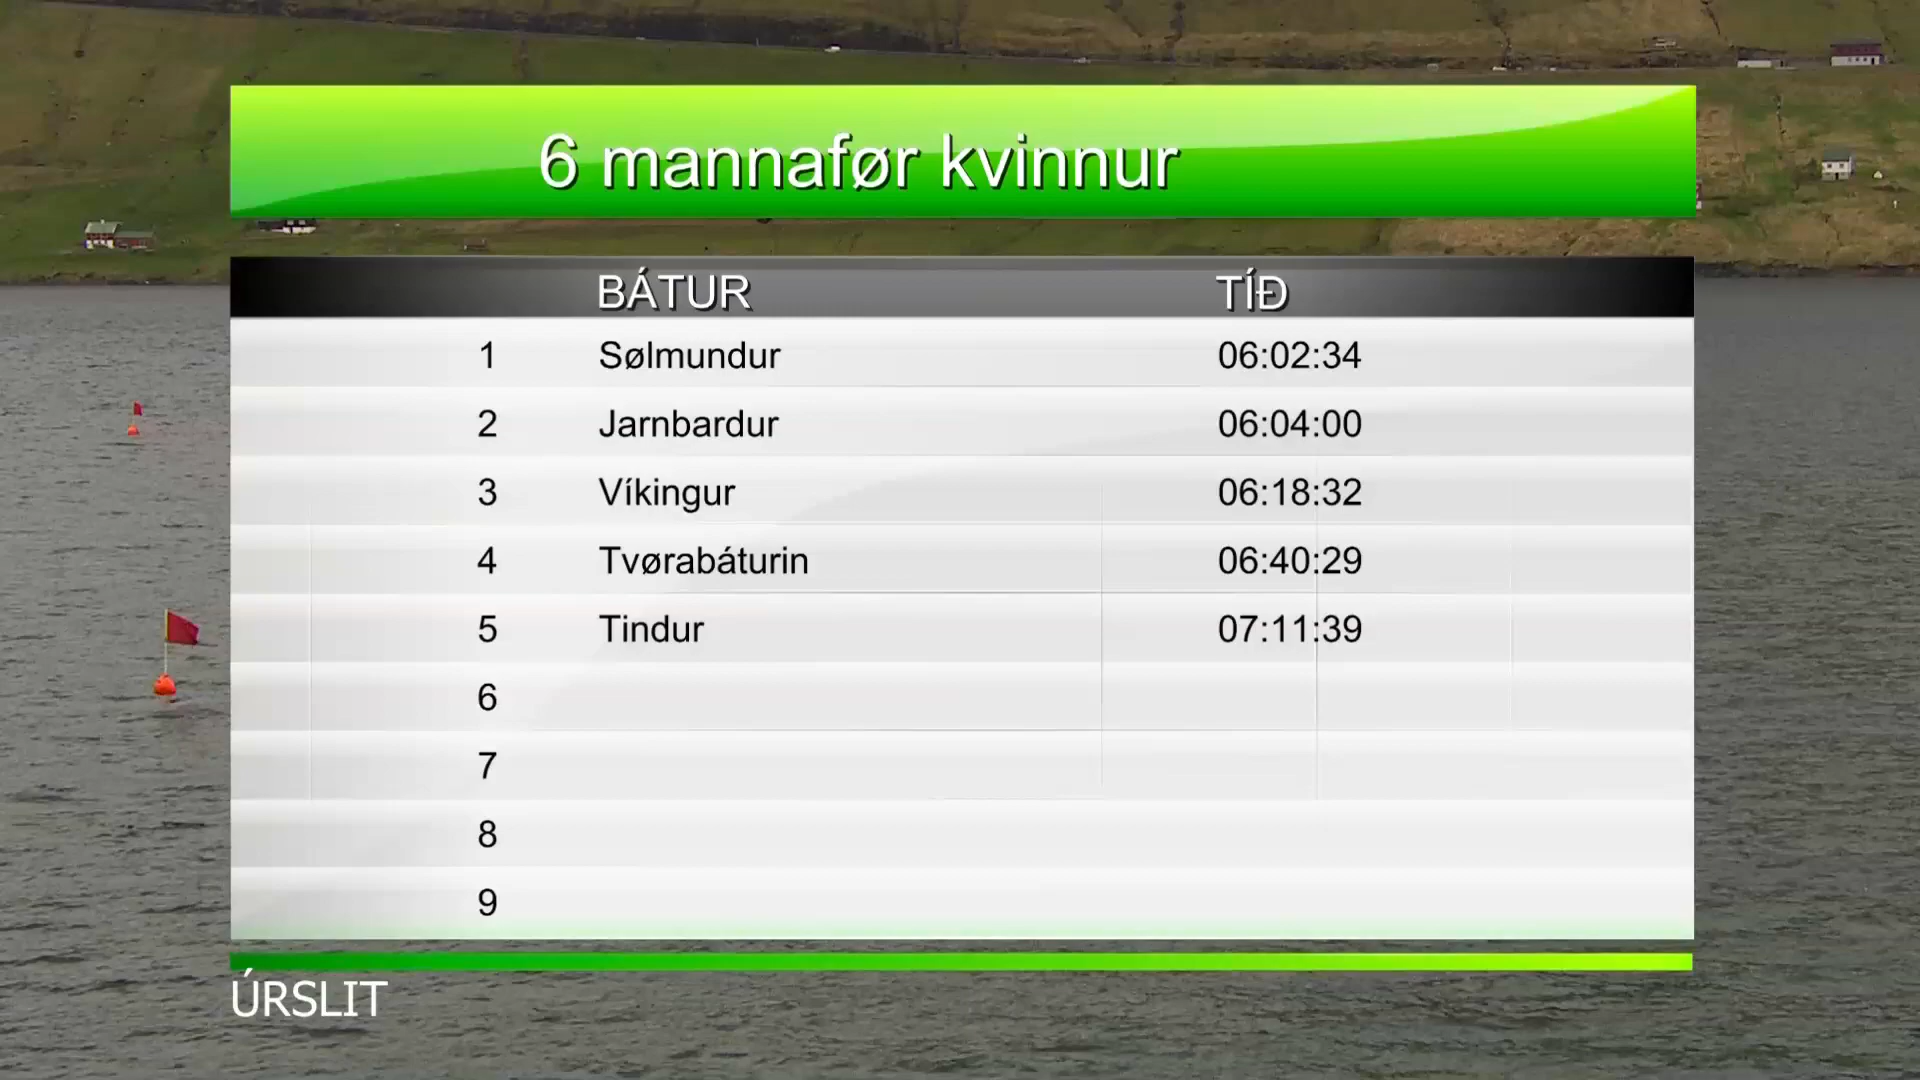 6 mannafør kvinnur
BÁTUR TÍÐ
1 Sølmundur 06:02:34
2 Jarnbardur 06:04:00
3 Víkingur 06:18:32
4 Tvørabáturin 06:40:29
5 Tindur 07:11:39
6
7
8
9
ÚRSLIT